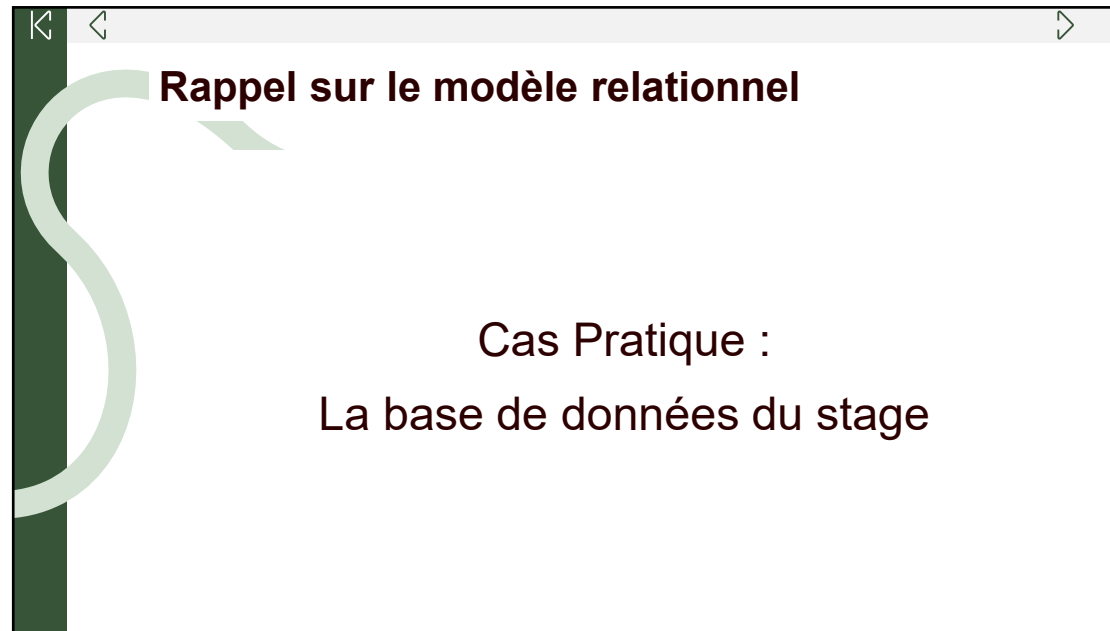 Rappel sur le modèle relationnel
Cas Pratique :
La base de données du stage